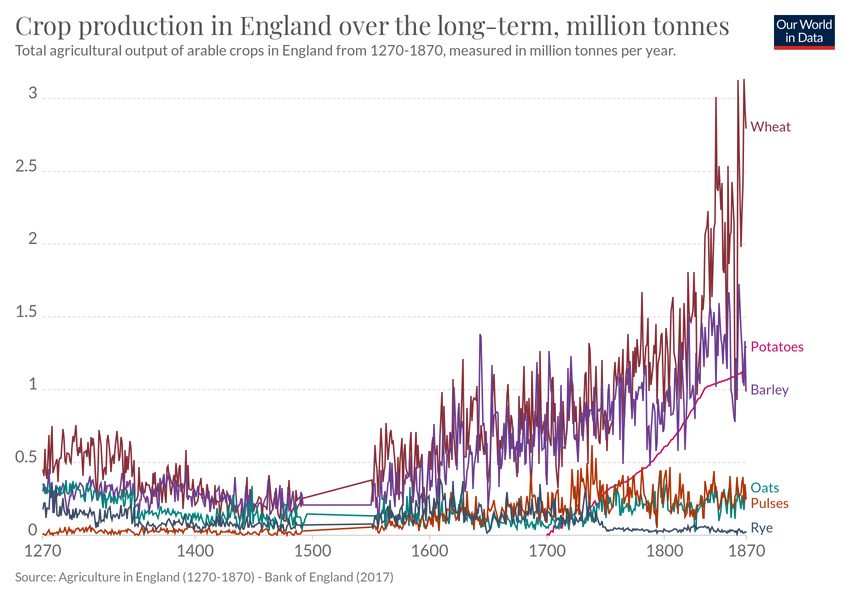 Crop production in England over the long-term, million tonnes
Our World
in Data
Total agricultural output of arable crops in England from 1270-1870, measured in million tonnes per year.
3
Wheat
2.5
2
1.5
Potatoes
1
Barley
0.5
Oats
Pulses
Rye
0
1270 1400 1500 1600 1700 1800 1870
Source: Agriculture in England (1270-1870) - Bank of England (2017)